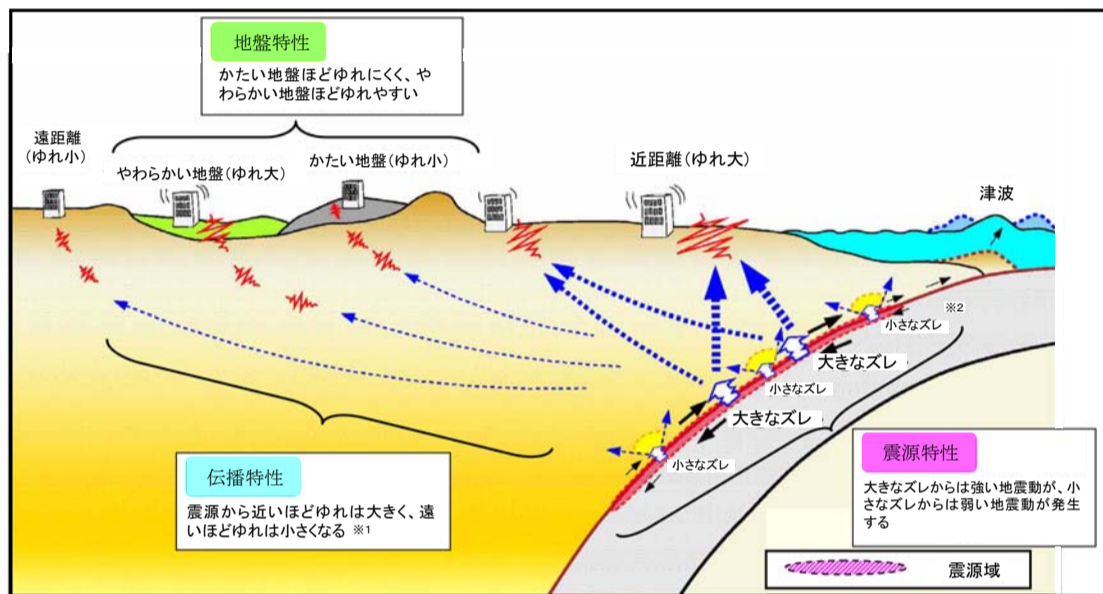 地盤特性
かたい地盤ほどゆれにくく、や
わらかい地盤ほどゆれやすい
遠距離
(ゆれ小)
やわらかい地盤(ゆれ大)
かたい地盤(ゆれ小)
近距離(ゆれ大)
津波
※2
小さなズレ
大きなズレ
小さなズレ
大きなズレ
小さなズレ
伝播特性
震源から近いほどゆれは大きく、遠
いほどゆれは小さくなる ※1
震源特性
大きなズレからは強い地震動が、小
さなズレからは弱い地震動が発生
する
震源域